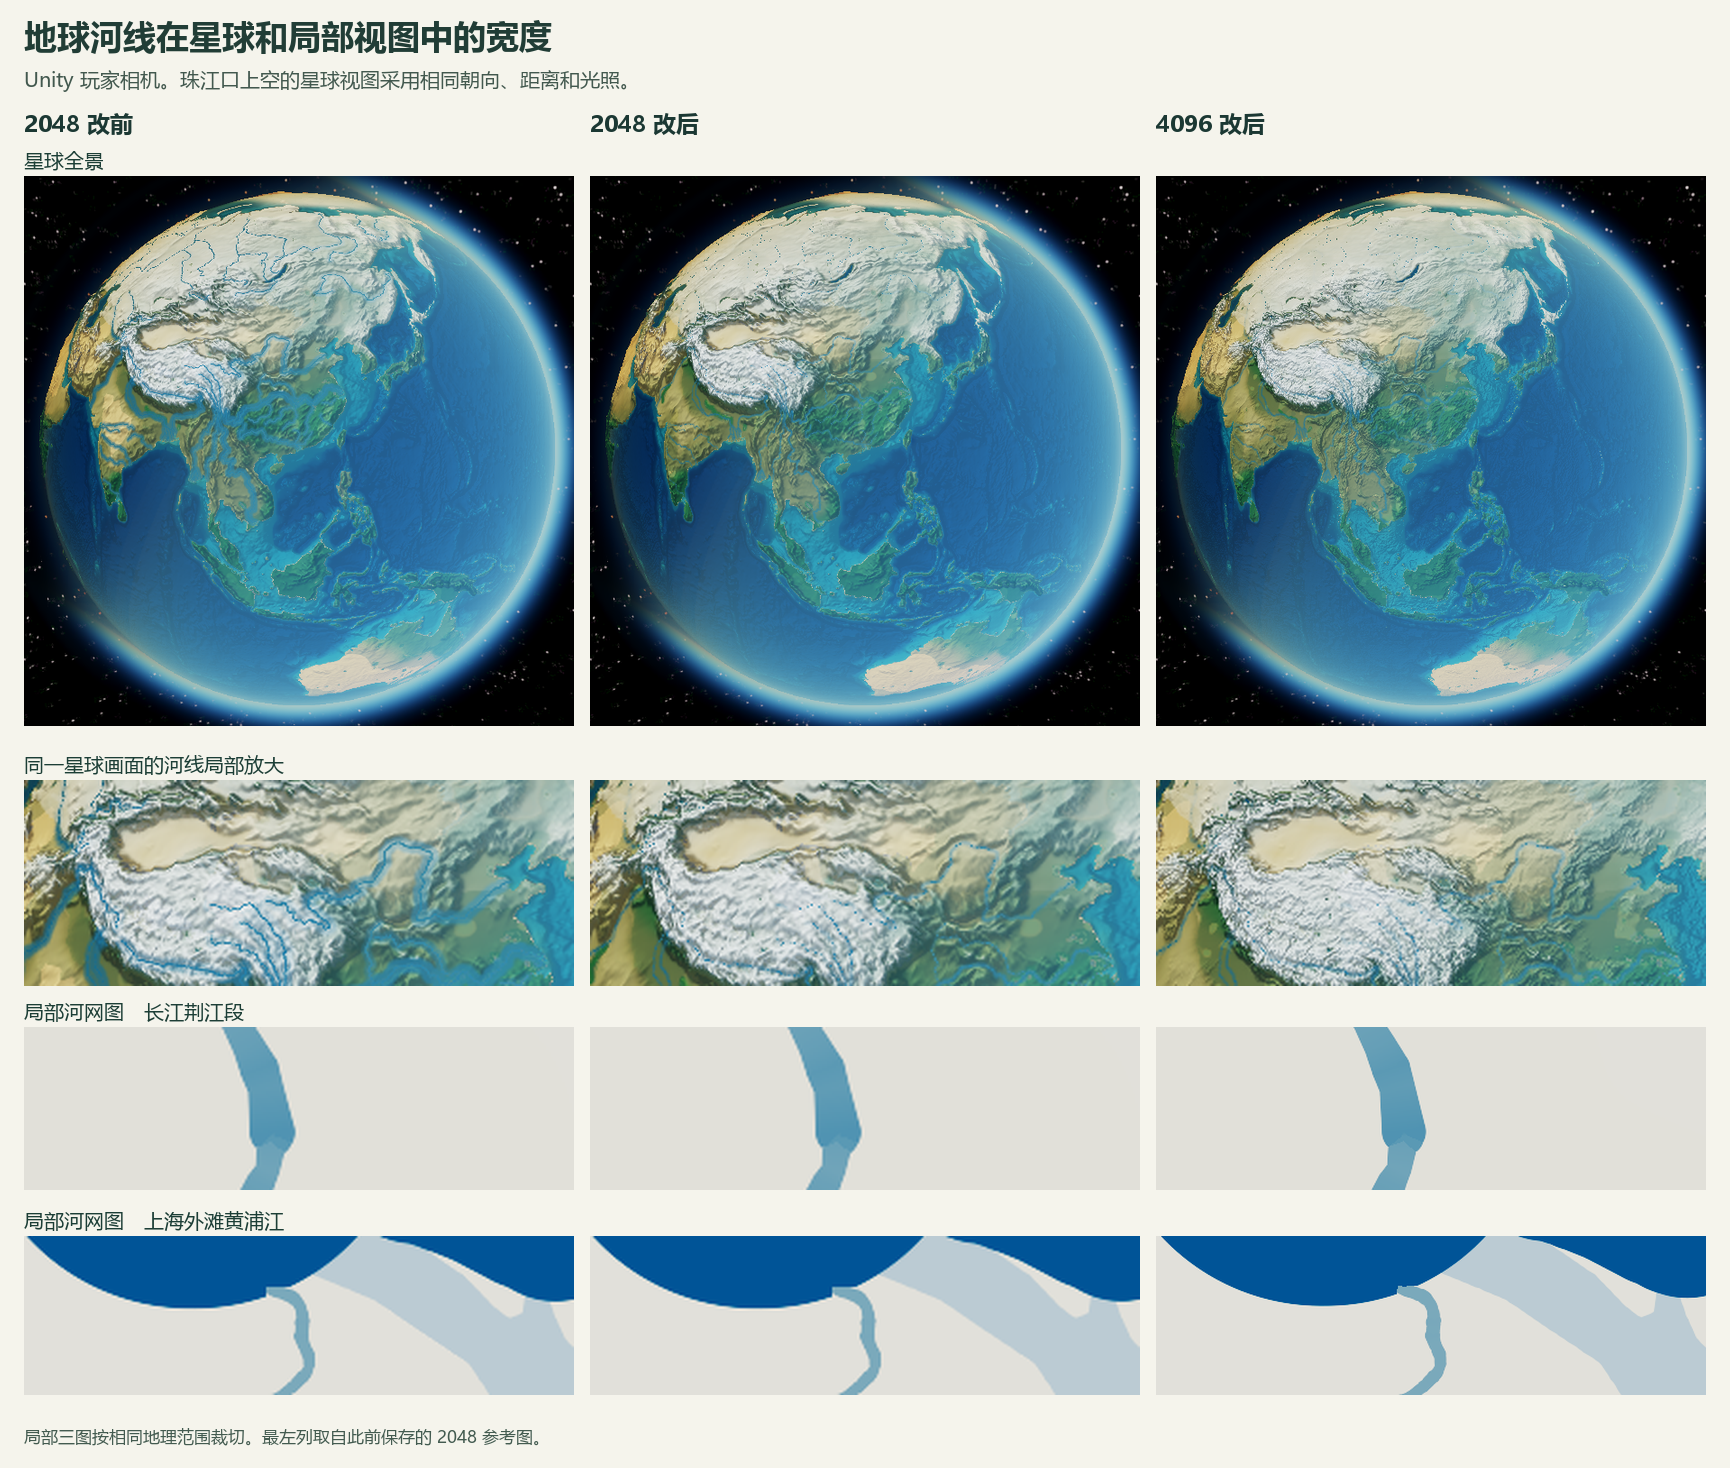 地球河线在星球和局部视图中的宽度
Unity 玩家相机。珠江口上空的星球视图采用相同朝向、距离和光照。
2048 改前
2048 改后
4096 改后
星球全景
同一星球画面的河线局部放大
局部河网图　长江荆江段
局部河网图　上海外滩黄浦江
局部三图按相同地理范围裁切。最左列取自此前保存的 2048 参考图。